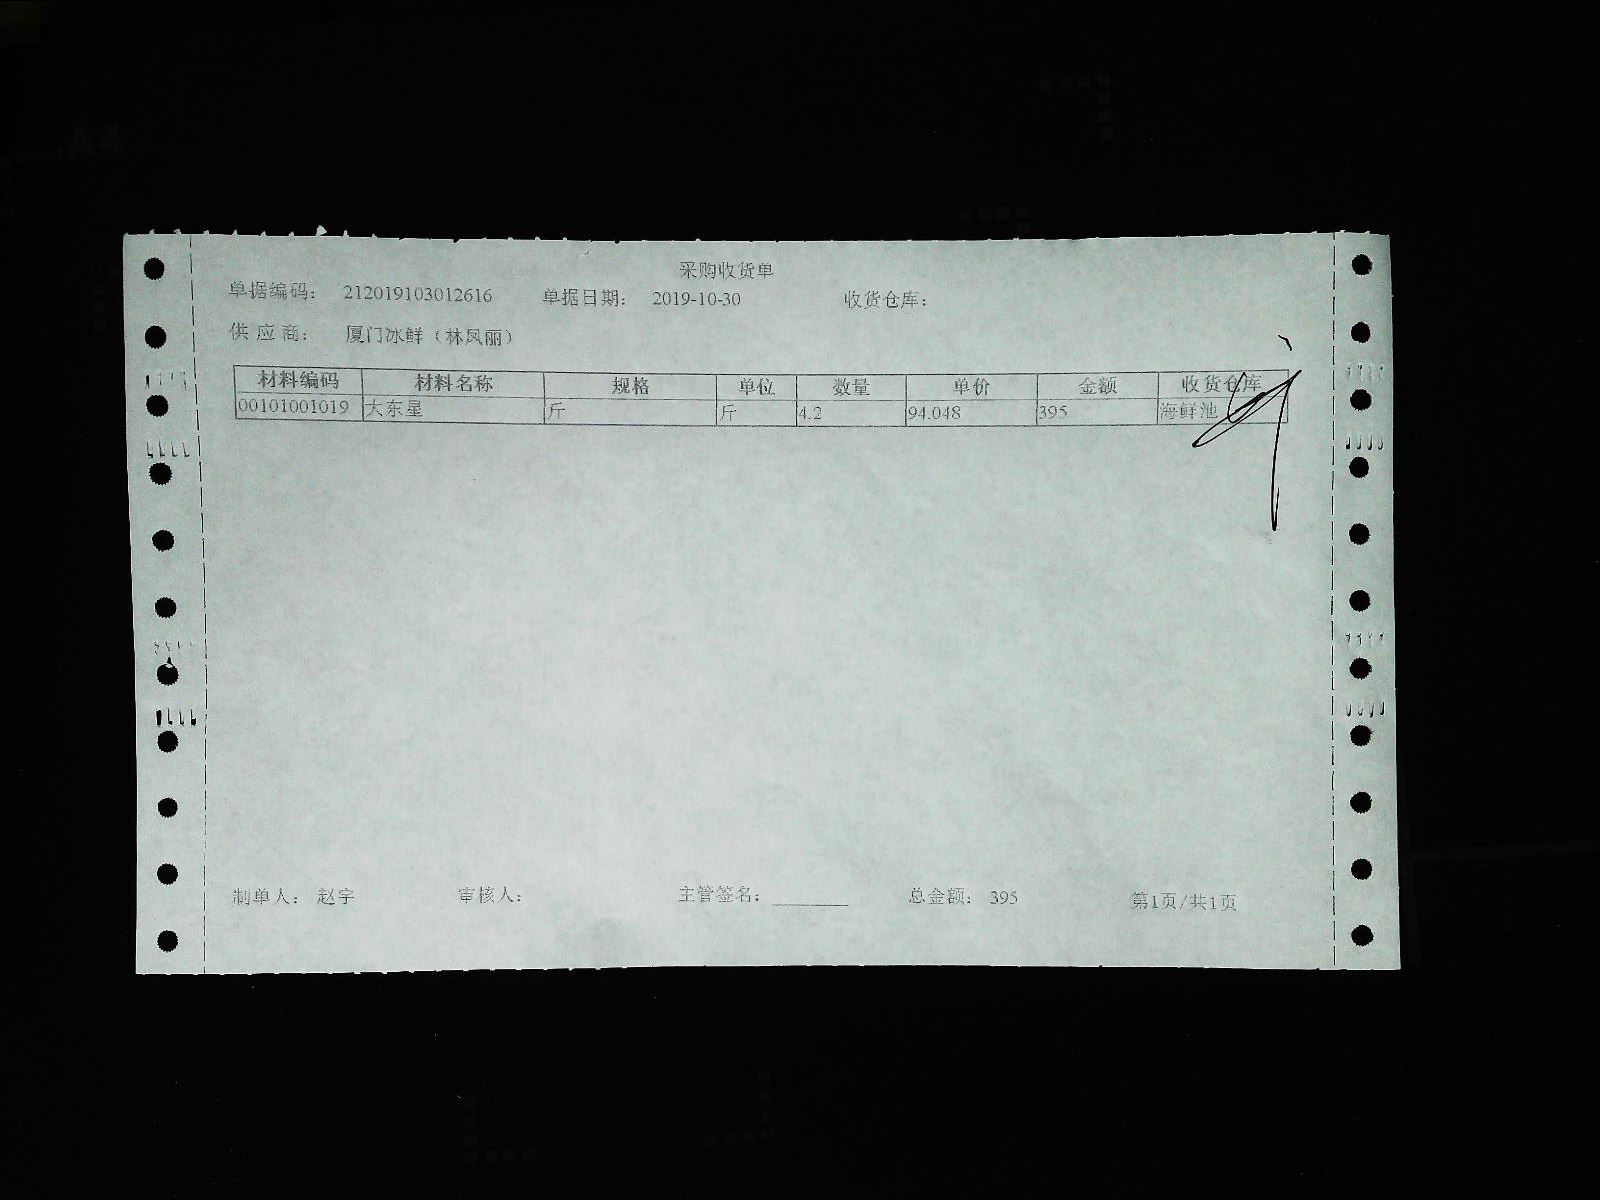 采购收货单
单据编码： 212019103012616 单据日期： 2019-10-30 收货仓库：
供 应 商： 厦门冰鲜（林凤丽）
材料编码 材料名称 规格 单位 数量 单价 金额 收货仓库
00101001019 大东星 斤 斤 4.2 94.048 395 海鲜池
制单人： 赵宇 审核人： 主管签名： ________ 总金额： 395 第1页/共1页